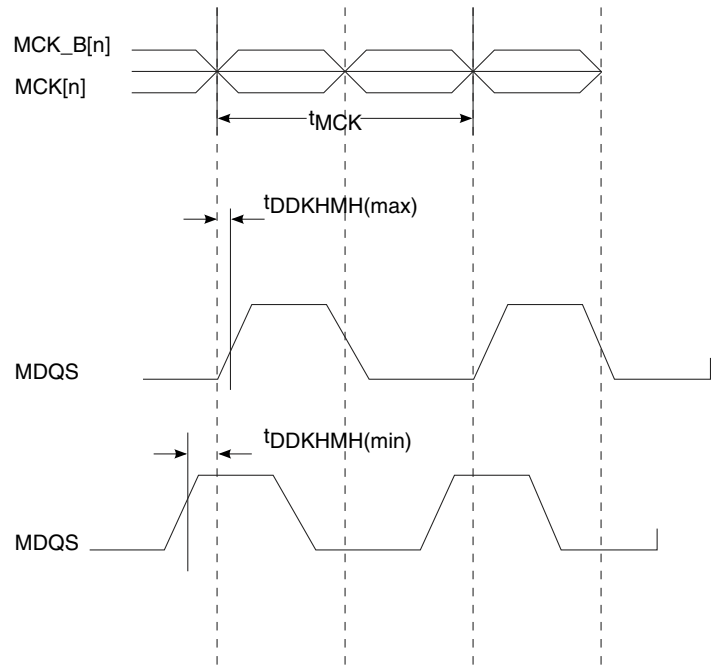 MCK_B[n]
MCK[n]
tMCK
tDDKHMH(max)
MDQS
tDDKHMH(min)
MDQS